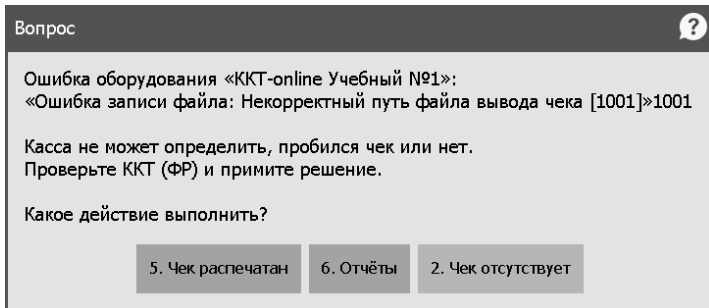 Вопрос
?
Ошибка оборудования «ККТ-online Учебный №1»:
«Ошибка записи файла: Некорректный путь файла вывода чека [1001]»1001
Касса не может определить, пробился чек или нет.
Проверьте ККТ (ФР) и примите решение.
Какое действие выполнить?
5. Чек распечатан 6. Отчёты 2. Чек отсутствует